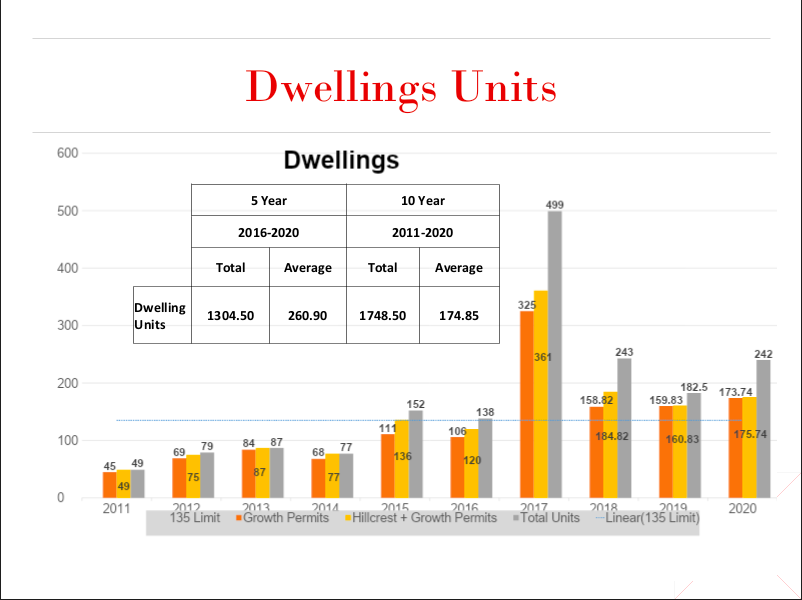 Dwellings Units
Dwellings
5 Year 10 Year
2016-2020 2011-2020
Total Average Total Average
Dwelling
Units 1304.50 260.90 1748.50 174.85
600
500
400
300
200
100
0
45 49 49
69 75 79
84 87 87
68 77 77
111 136 152
106 120 138
325 361 499
158.82 184.82 243
159.83 160.83 182.5
173.74 175.74 242
2011 2012 2013 2014 2015 2016 2017 2018 2019 2020
135 Limit Growth Permits Hillcrest + Growth Permits Total Units Linear(135 Limit)